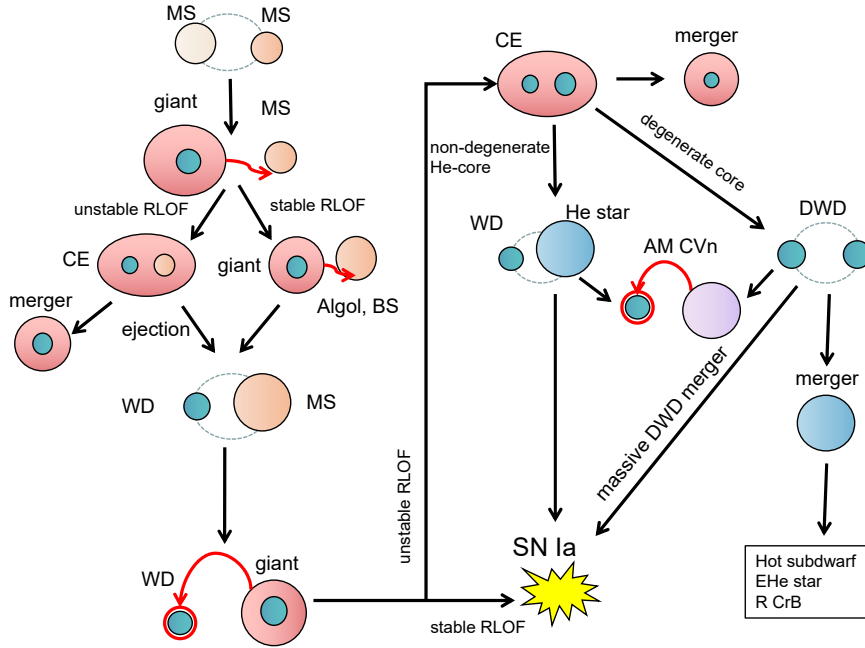 MS
MS
giant
MS
unstable RLOF
stable RLOF
CE
giant
merger
Algol, BS
ejection
WD
MS
WD
giant
unstable RLOF
stable RLOF
CE
merger
non-degenerate
He-core
degenerate core
WD
He star
DWD
AM CVn
merger
massive DWD merger
SN Ia
Hot subdwarf
EHe star
R CrB